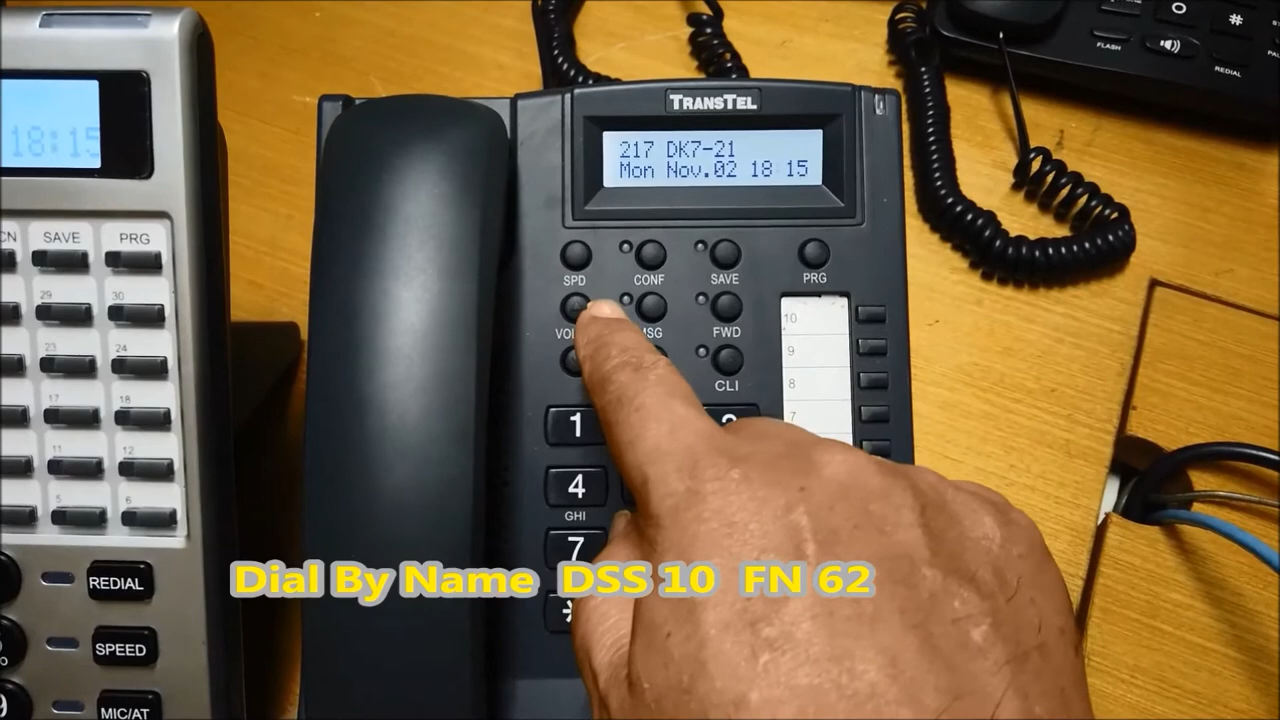 FLASH
#
REDIAL
TRANSTEL
217 DK7-21
Mon Nov.02 18 15
18:15
SPD CONF SAVE PRG
FWD
CLI
10
9
8
7
1
4
GHI
7
*
SAVE PRG
29 30
23 24
17 18
11 12
5 6
REDIAL
SPEED
MIC/AT
9
Dial By Name DSS 10 FN 62